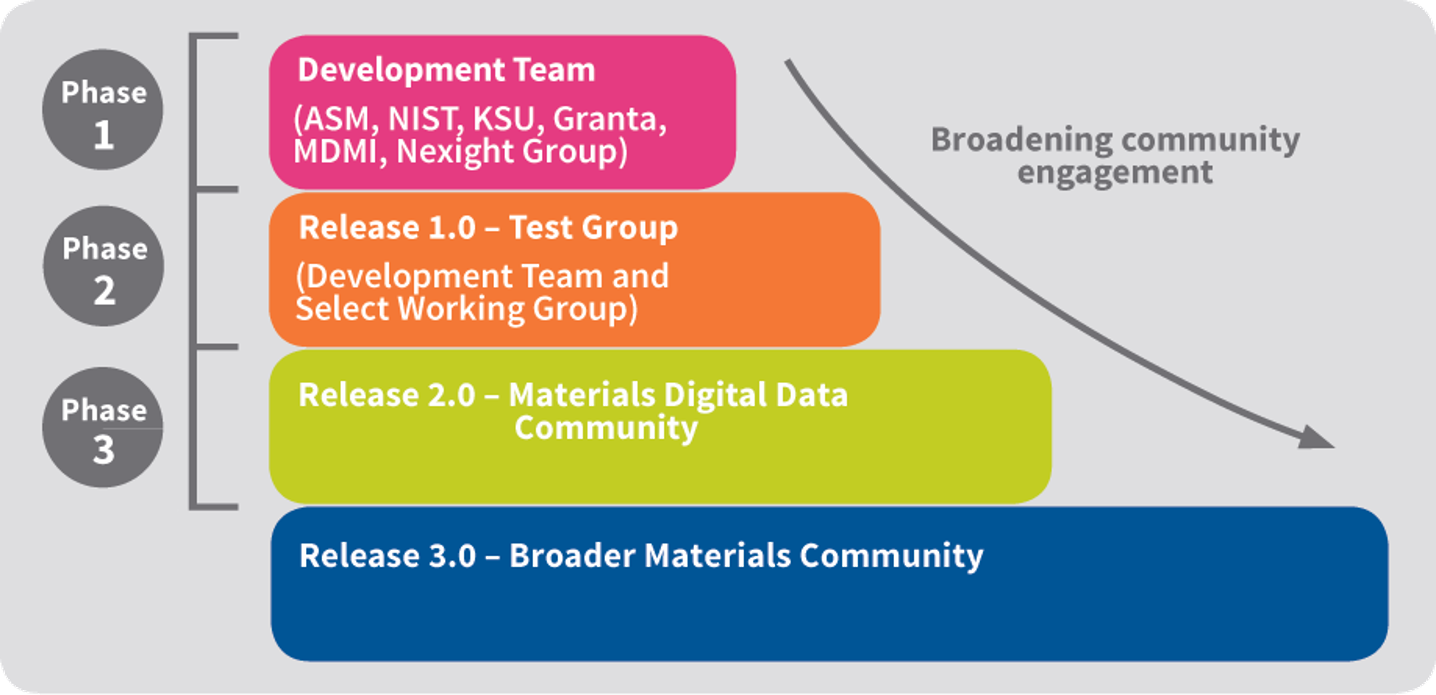 Phase
1
Development Team
(ASM, NIST, KSU, Granta,
MDMI, Nexight Group)
Broadening community
engagement
Phase
2
Release 1.0 – Test Group
(Development Team and
Select Working Group)
Phase
3
Release 2.0 – Materials Digital Data
Community
Release 3.0 – Broader Materials Community